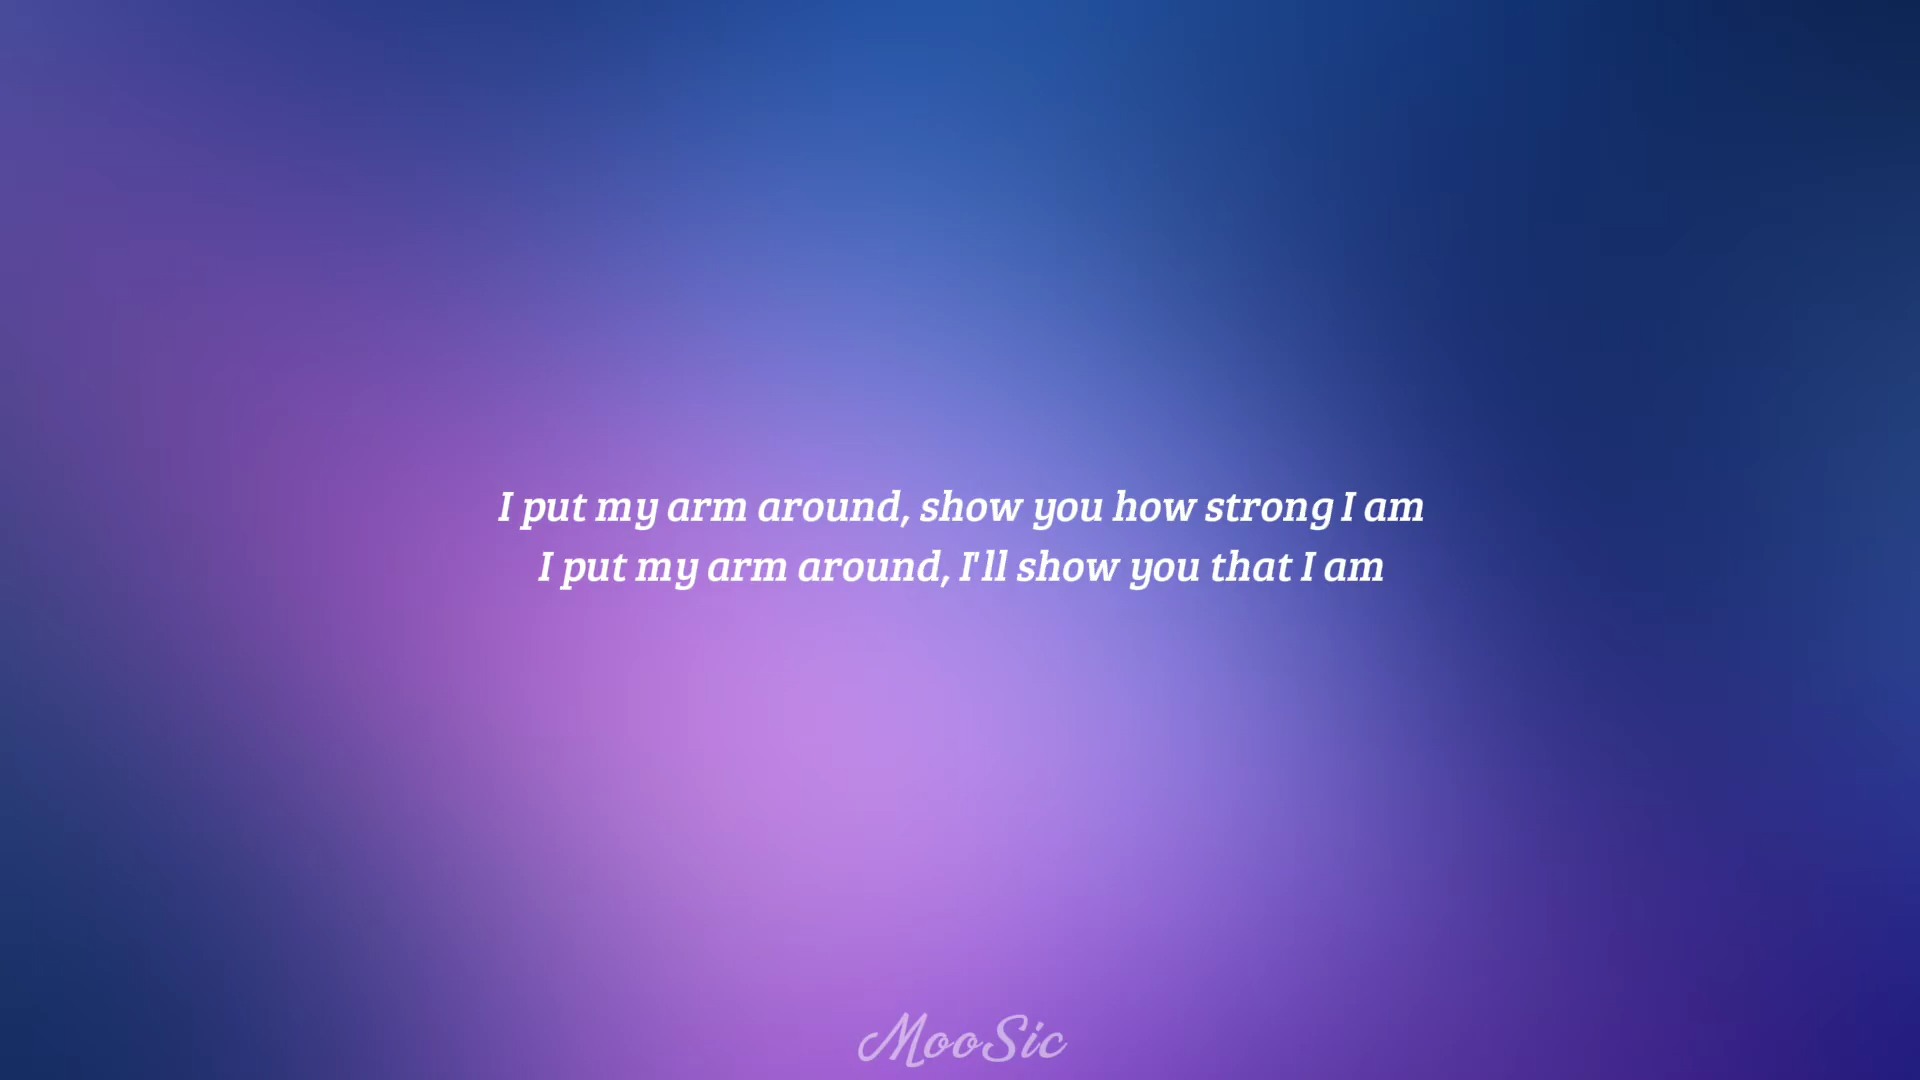 I put my arm around, show you how strong I am
I put my arm around, I'll show you that I am
MooSic